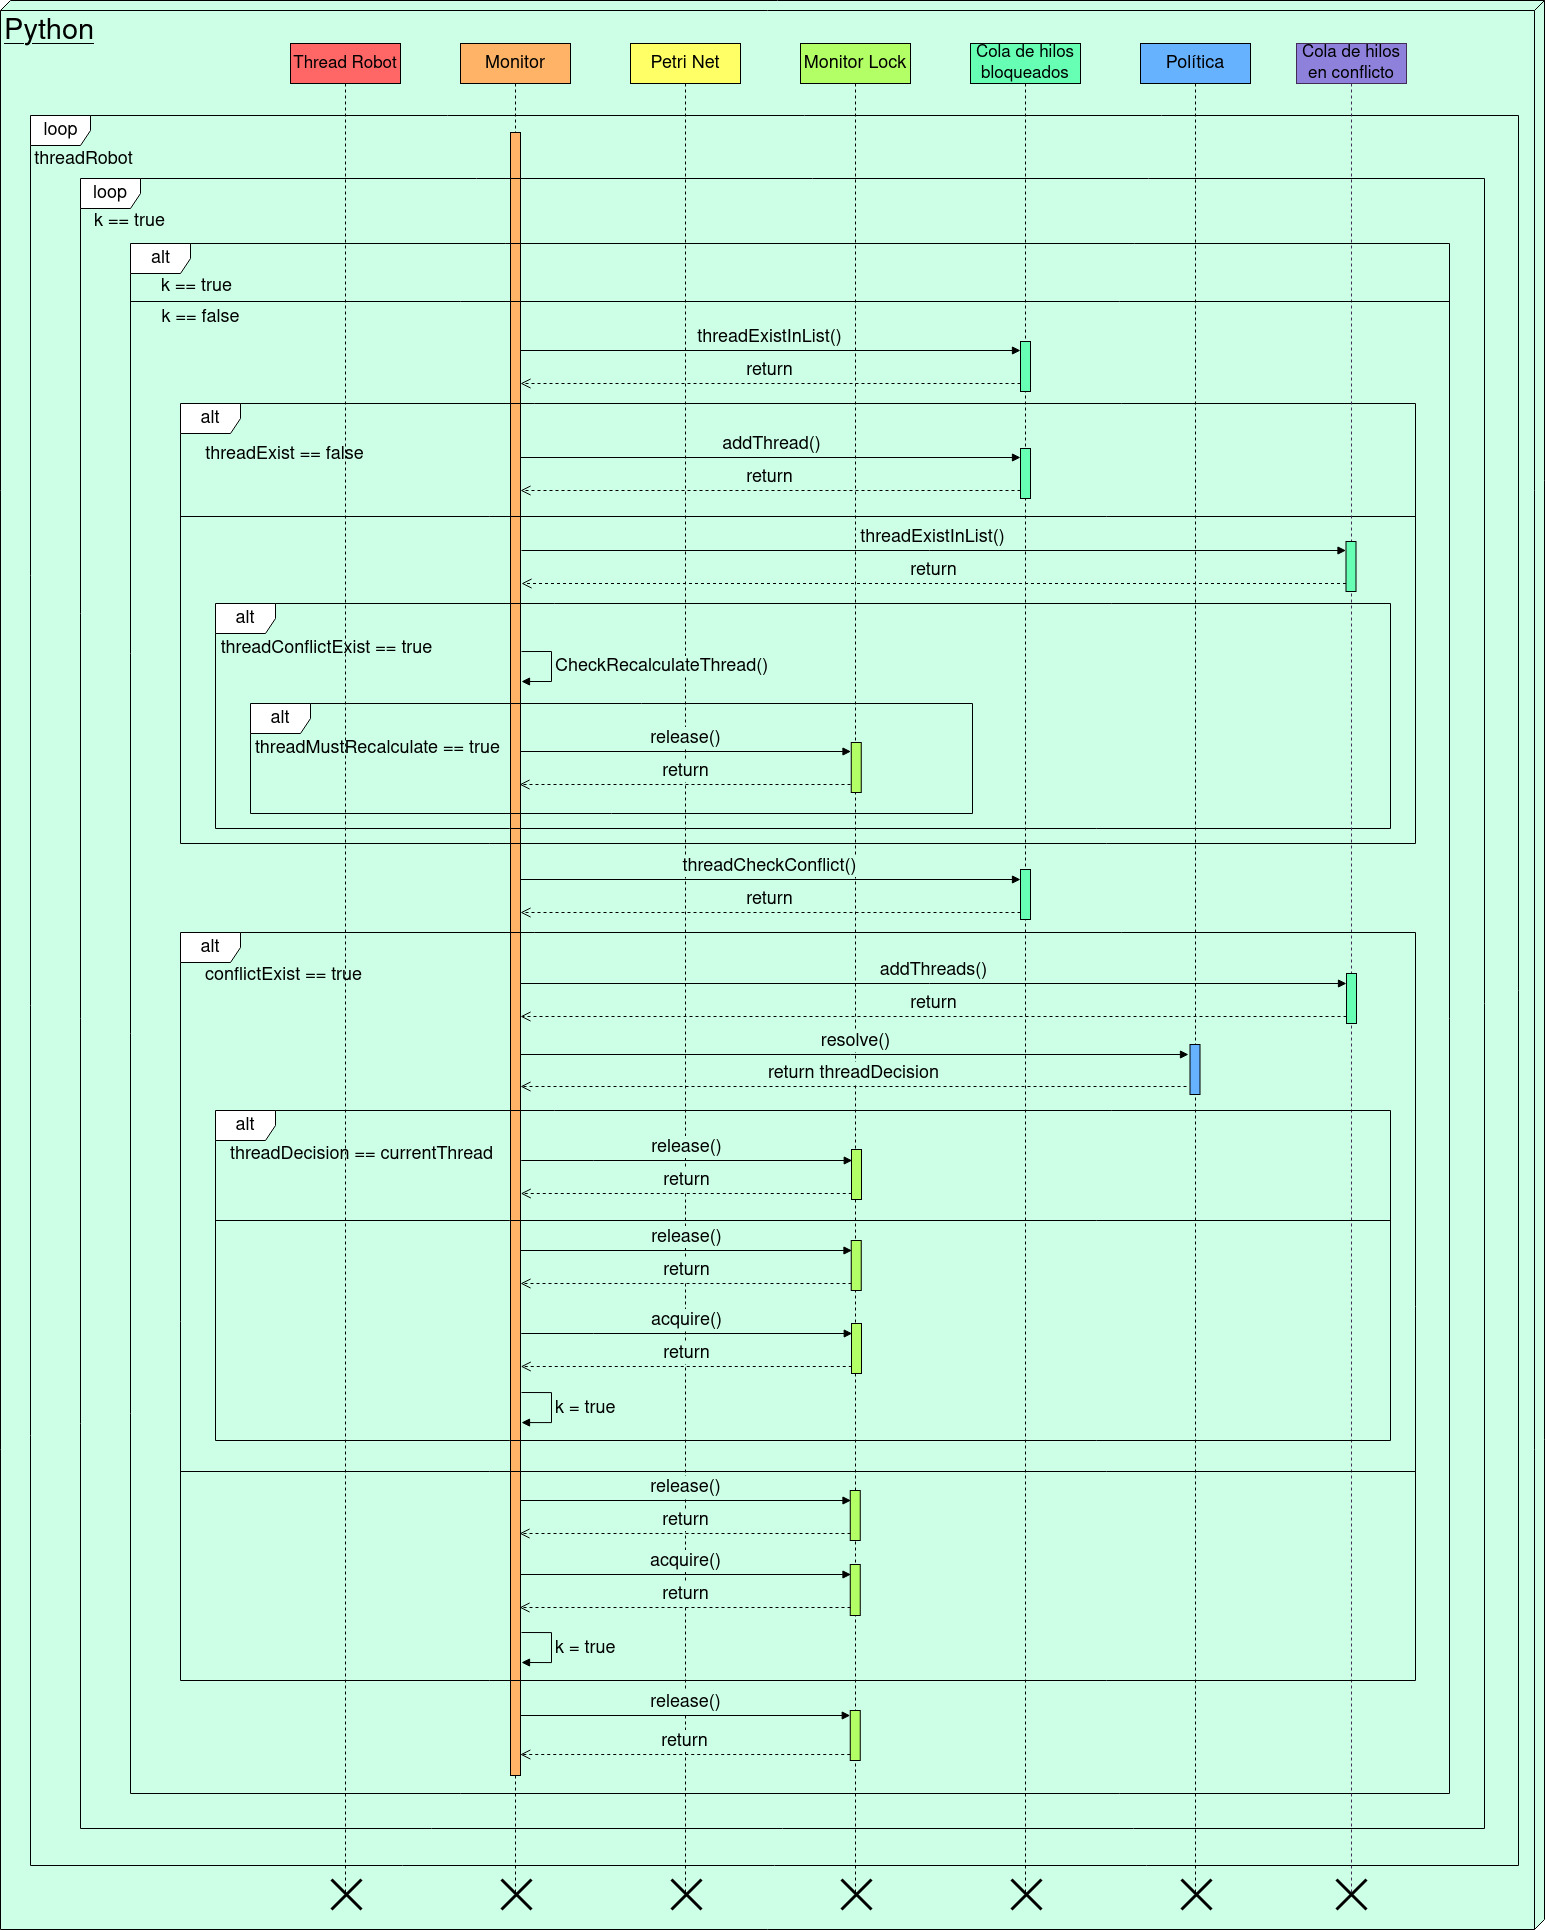 Python
Thread Robot
Monitor
Petri Net
Monitor Lock
Cola de hilos
bloqueados
Política
Cola de hilos
en conflicto
loop
threadRobot
loop
k == true
alt
k == true
k == false
threadExistInList()
return
alt
threadExist == false
addThread()
return
threadExistInList()
return
alt
threadConflictExist == true
CheckRecalculateThread()
alt
threadMustRecalculate == true
release()
return
threadCheckConflict()
return
alt
conflictExist == true
addThreads()
return
resolve()
return threadDecision
alt
threadDecision == currentThread
release()
return
release()
return
acquire()
return
k = true
release()
return
acquire()
return
k = true
release()
return